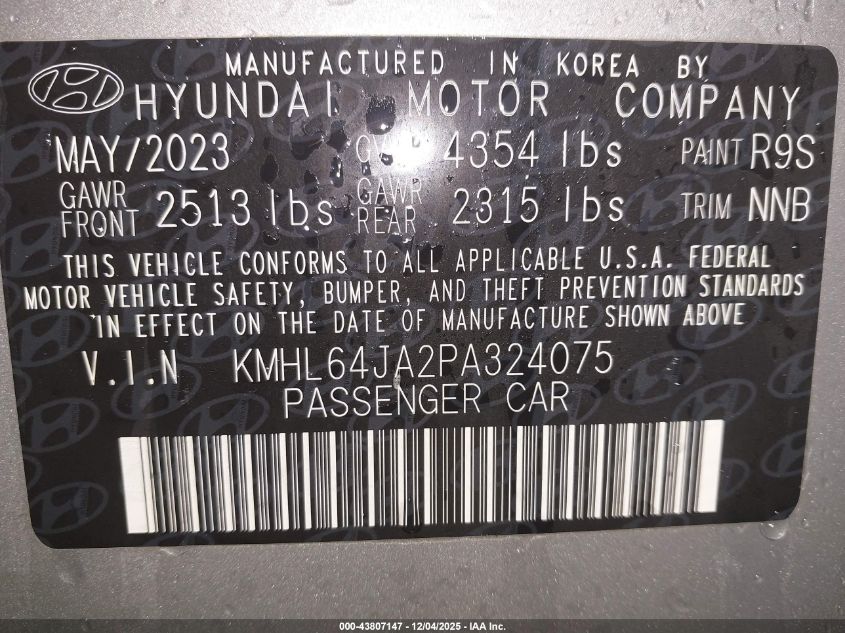 MANUFACTURED IN KOREA BY
HYUNDAI MOTOR COMPANY
MAY/2023 4354 lbs PAINT R9S
GAWR FRONT 2513 lbs GAWR REAR 2315 lbs TRIM NNB
THIS VEHICLE CONFORMS TO ALL APPLICABLE U.S.A. FEDERAL
MOTOR VEHICLE SAFETY, BUMPER, AND THEFT PREVENTION STANDARDS
IN EFFECT ON THE DATE OF MANUFACTURE SHOWN ABOVE
V.I.N KMHL64JA2PA324075
PASSENGER CAR
000-43807147 - 12/04/2025 - IAA Inc.